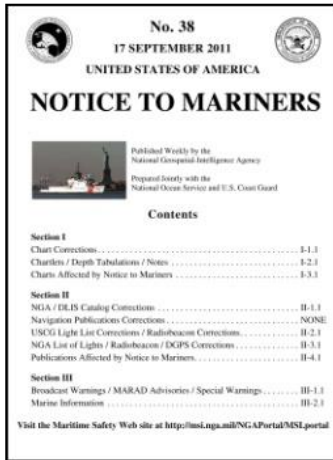 No. 38
17 SEPTEMBER 2011
UNITED STATES OF AMERICA
NOTICE TO MARINERS
Published Weekly by the
National Geospatial-Intelligence Agency
Prepared Jointly with the
National Ocean Service and U.S. Coast Guard
Contents
Section I
Chart Corrections . . . . . I-1.1
Chartlets / Depth Tabulations / Notes . . . . . I-2.1
Charts Affected by Notice to Mariners . . . . . I-3.1
Section II
NGA / DLIS Catalog Corrections . . . . . II-1.1
Navigation Publications Corrections . . . . . NONE
USCG Light List Corrections / Radiobeacon Corrections . . . . . II-2.1
NGA List of Lights / Radiobeacon / DGPS Corrections . . . . . II-3.1
Publications Affected by Notice to Mariners . . . . . II-4.1
Section III
Broadcast Warnings / MARAD Advisories / Special Warnings . . . . . III-1.1
Marine Information . . . . . III-2.1
Visit the Maritime Safety Web site at http://msi.nga.mil/NGAPortal/MSI.portal